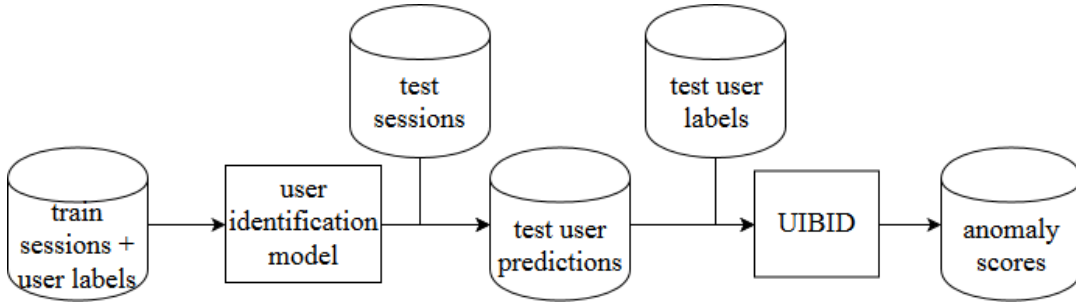 test
sessions
test user
labels
train
sessions +
user labels
user
identification
model
test user
predictions
UIBID
anomaly
scores